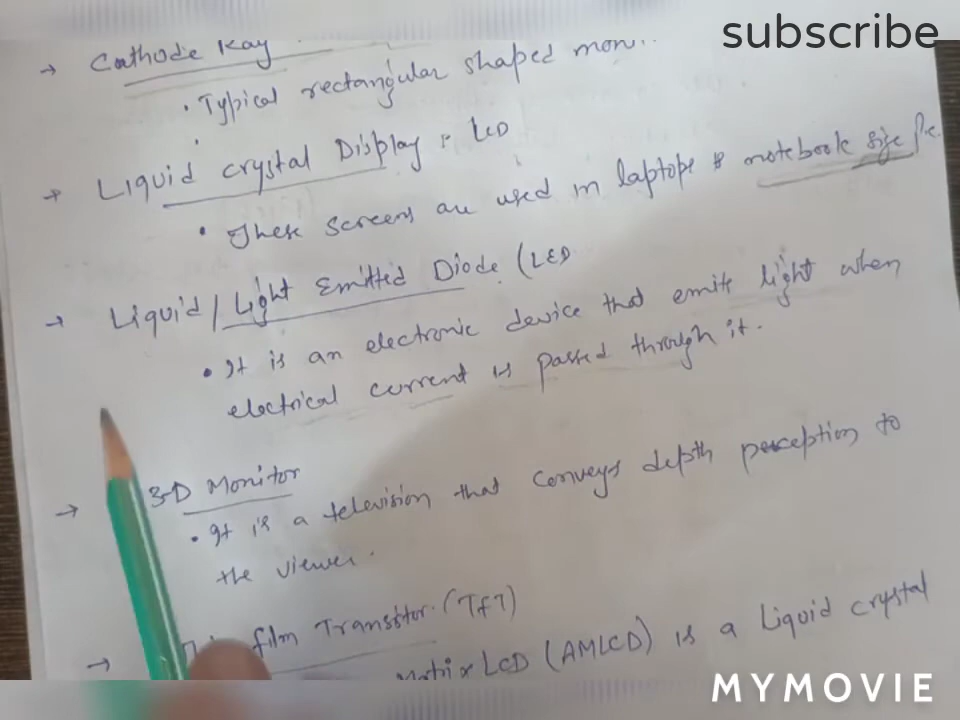 subscribe
→ Cathode Ray
• Typical rectangular shaped
→ Liquid crystal Display : LCD
• These screens are used in laptops & notebook size Pc.
→ Liquid / Light Emitted Diode (LED
• It is an electronic device that emits light when
electrical current is passed through it.
→ 3-D Monitor
• It is a television that conveys depth perception to
the viewer.
→ film Transistor. (TFT)
Matrix LCD (AMLCD) is a Liquid crystal
MYMOVIE